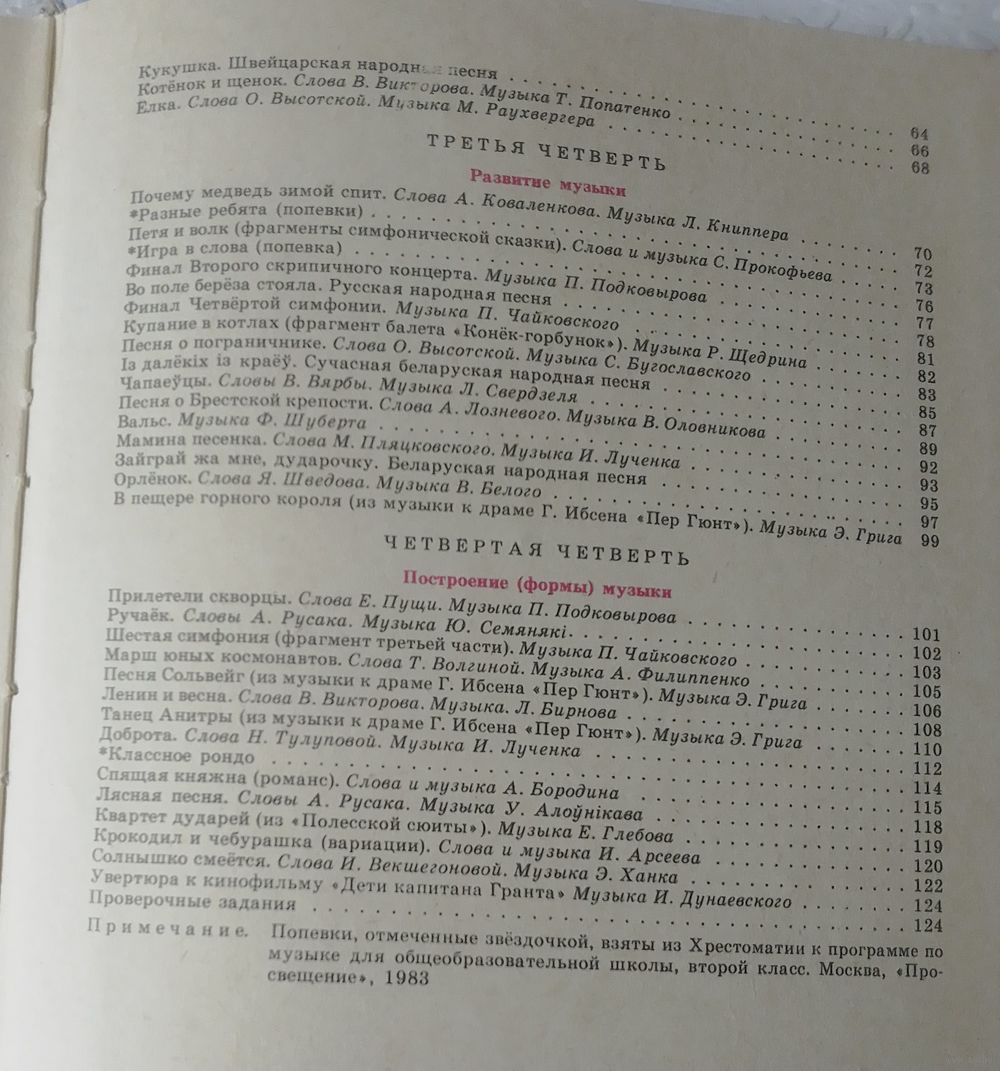 Кукушка. Швейцарская народная песня . . . . . . . . . . 64
Котёнок и щенок. Слова В. Викторова. Музыка Т. Попатенко . . . . . . . . . . 66
Ёлка. Слова О. Высотской. Музыка М. Раухвергера . . . . . . . . . . 68
ТРЕТЬЯ ЧЕТВЕРТЬ
Развитие музыки
Почему медведь зимой спит. Слова А. Коваленкова. Музыка Л. Книппера . . . . . . 70
*Разные ребята (попевки) . . . . . . . . . . 72
Петя и волк (фрагменты симфонической сказки). Слова и музыка С. Прокофьева . . . . 73
*Игра в слова (попевка) . . . . . . . . . . 76
Финал Второго скрипичного концерта. Музыка П. Подковырова . . . . . . . . 77
Во поле берёза стояла. Русская народная песня . . . . . . . . . . 78
Финал Четвёртой симфонии. Музыка П. Чайковского . . . . . . . . . . 81
Купание в котлах (фрагмент балета «Конёк-горбунок»). Музыка Р. Щедрина . . . . . 82
Песня о пограничнике. Слова О. Высотской. Музыка С. Бугославского . . . . . . 83
Із далёкіх із краёў. Сучасная беларуская народная песня . . . . . . . . . . 85
Чапаеўцы. Словы В. Вярбы. Музыка Л. Свердзеля . . . . . . . . . . 87
Песня о Брестской крепости. Слова А. Лозневого. Музыка В. Оловникова . . . . . . 89
Вальс. Музыка Ф. Шуберта . . . . . . . . . . 92
Мамина песенка. Слова М. Пляцковского. Музыка И. Лученка . . . . . . . . 93
Зайграй жа мне, дударочку. Беларуская народная песня . . . . . . . . . . 95
Орлёнок. Слова Я. Шведова. Музыка В. Белого . . . . . . . . . . 97
В пещере горного короля (из музыки к драме Г. Ибсена «Пер Гюнт»). Музыка Э. Грига 99
ЧЕТВЕРТАЯ ЧЕТВЕРТЬ
Построение (формы) музыки
Прилетели скворцы. Слова Е. Пущи. Музыка П. Подковырова . . . . . . . . . . 101
Ручаёк. Словы А. Русака. Музыка Ю. Семянякі. . . . . . . . . . . 102
Шестая симфония (фрагмент третьей части). Музыка П. Чайковского . . . . . . . . 103
Марш юных космонавтов. Слова Т. Волгиной. Музыка А. Филиппенко . . . . . . . . 105
Песня Сольвейг (из музыки к драме Г. Ибсена «Пер Гюнт»). Музыка Э. Грига . . . . . 106
Ленин и весна. Слова В. Викторова. Музыка. Л. Бирнова . . . . . . . . . . 108
Танец Анитры (из музыки к драме Г. Ибсена «Пер Гюнт»). Музыка Э. Грига . . . . . 110
Доброта. Слова Н. Тулуповой. Музыка И. Лученка . . . . . . . . . . 112
*Классное рондо . . . . . . . . . . 114
Спящая княжна (романс). Слова и музыка А. Бородина . . . . . . . . . . 115
Лясная песня. Словы А. Русака. Музыка У. Алоўнікава . . . . . . . . . . 118
Квартет дударей (из «Полесской сюиты»). Музыка Е. Глебова . . . . . . . . . . 119
Крокодил и чебурашка (вариации). Слова и музыка И. Арсеева . . . . . . . . . 120
Солнышко смеётся. Слова И. Векшегоновой. Музыка Э. Ханка . . . . . . . . . . 122
Увертюра к кинофильму «Дети капитана Гранта» Музыка И. Дунаевского . . . . . . 124
Проверочные задания . . . . . . . . . . 124
Примечание. Попевки, отмеченные звёздочкой, взяты из Хрестоматии к программе по
музыке для общеобразовательной школы, второй класс. Москва, «Про-
свещение», 1983